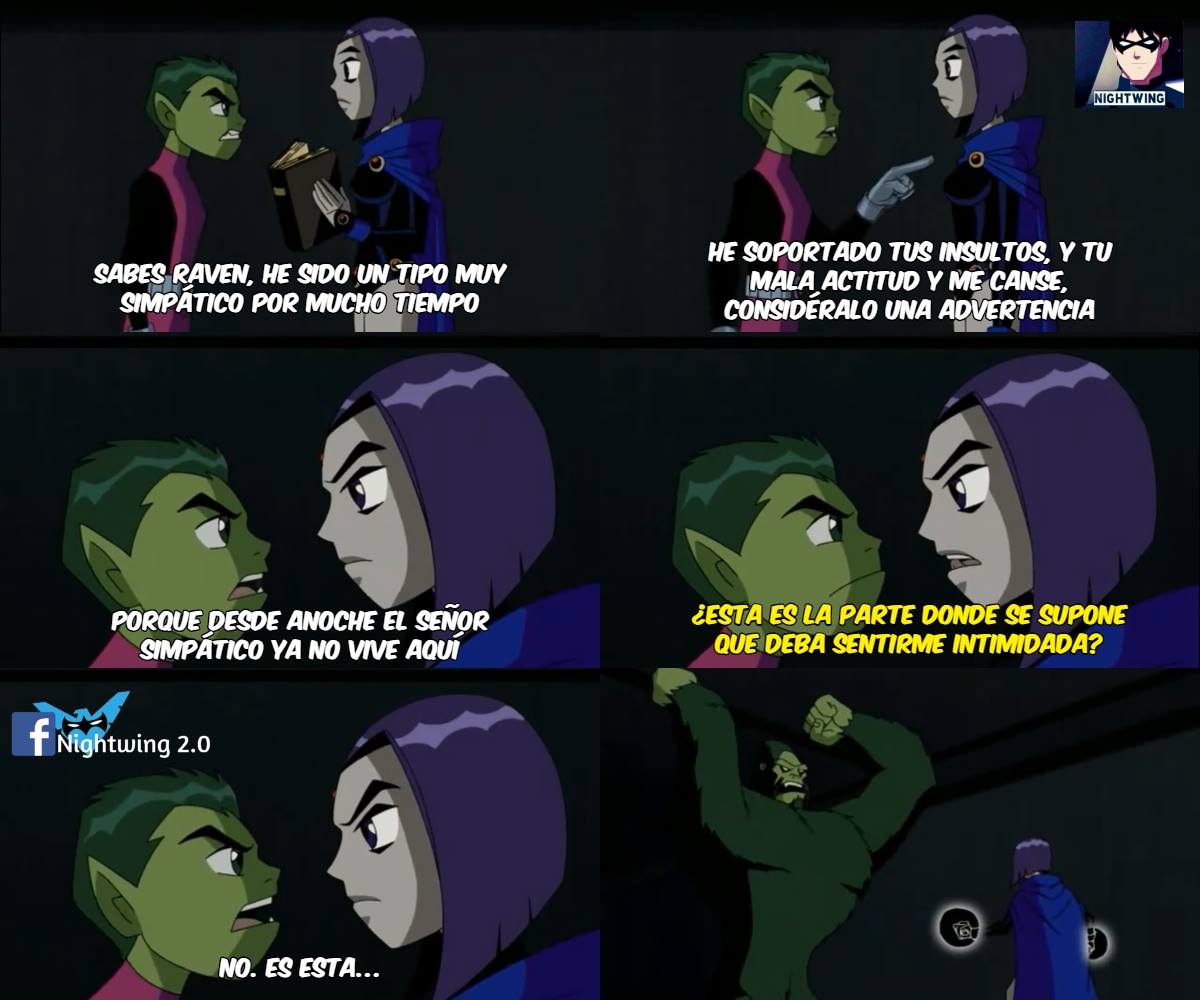 SABES RAVEN, HE SIDO UN TIPO MUY
SIMPÁTICO POR MUCHO TIEMPO
NIGHTWING
HE SOPORTADO TUS INSULTOS, Y TU
MALA ACTITUD Y ME CANSE,
CONSIDÉRALO UNA ADVERTENCIA
PORQUE DESDE ANOCHE EL SEÑOR
SIMPÁTICO YA NO VIVE AQUÍ
¿ESTA ES LA PARTE DONDE SE SUPONE
QUE DEBA SENTIRME INTIMIDADA?
f Nightwing 2.0
NO. ES ESTA...